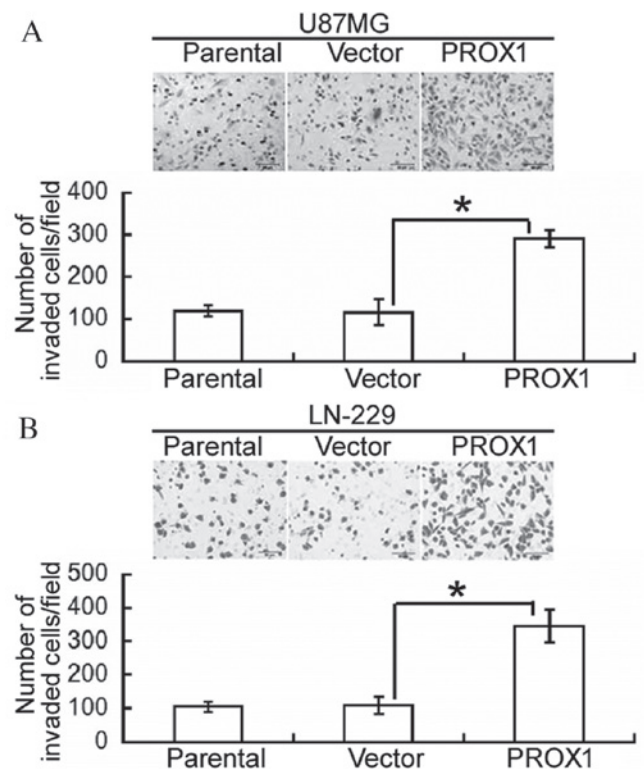 A
U87MG
Parental Vector PROX1
Number of
invaded cells/field
400
300
200
100
0
*
Parental Vector PROX1
B
LN-229
Parental Vector PROX1
Number of
invaded cells/field
500
400
300
200
100
0
*
Parental Vector PROX1